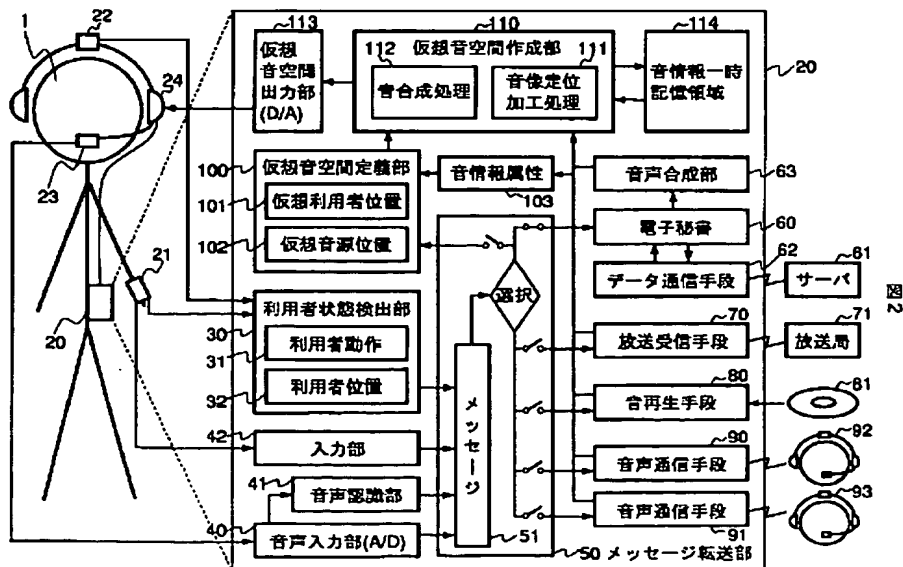 22
113
110
114
1
24
23
21
20
20
仮想
音空間
出力部
(D/A)
仮想音空間作成部
112
111
音合成処理
音像定位
加工処理
音情報一時
記憶領域
100
仮想音空間定義部
101
仮想利用者位置
102
仮想音源位置
音情報属性
103
音声合成部
63
60
電子秘書
62
データ通信手段
61
サーバ
利用者状態検出部
30
31
利用者動作
32
利用者位置
選択
メッセージ
51
70
放送受信手段
71
放送局
80
音再生手段
81
42
入力部
41
音声認識部
40
音声入力部(A/D)
90
音声通信手段
92
音声通信手段
91
93
50 メッセージ転送部
図2